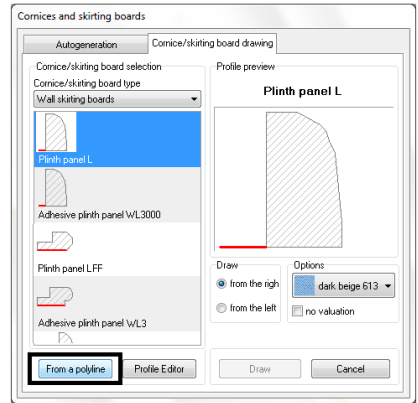 Cornices and skirting boards
Autogeneration
Cornice/skirting board drawing
Cornice/skirting board selection
Cornice/skirting board type
Wall skirting boards
Plinth panel L
Adhesive plinth panel WL3000
Plinth panel LFF
Adhesive plinth panel WL3
Profile preview
Plinth panel L
Draw
from the righ
from the left
Options
dark beige 613
no valuation
From a polyline
Profile Editor
Draw
Cancel